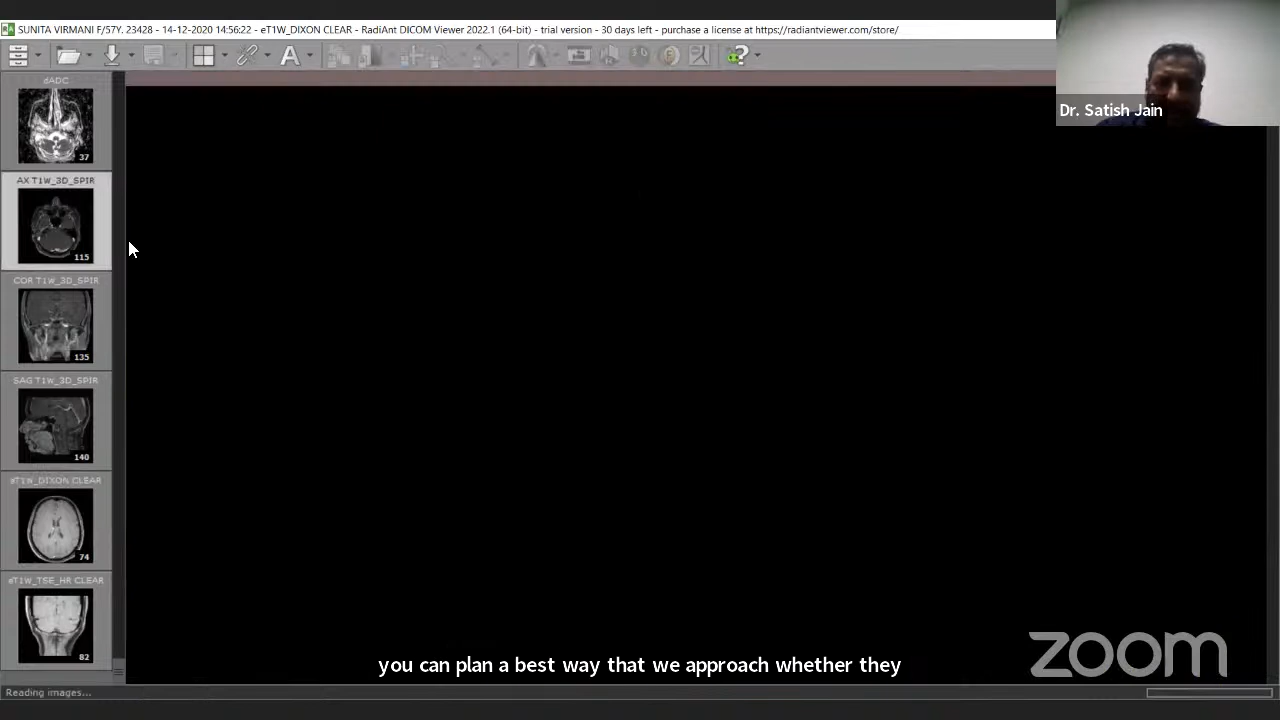 SUNITA VIRMANI F/57Y. 23428 - 14-12-2020 14:56:22 - eT1W_DIXON CLEAR - RadiAnt DICOM Viewer 2022.1 (64-bit) - trial version - 30 days left - purchase a license at https://radiantviewer.com/store/
Dr. Satish Jain
dADC
37
AX T1W_3D_SPIR
115
COR T1W_3D_SPIR
135
SAG T1W_3D_SPIR
140
eT1W_DIXON CLEAR
74
eT1W_TSE_HR CLEAR
82
zoom
you can plan a best way that we approach whether they
Reading images...